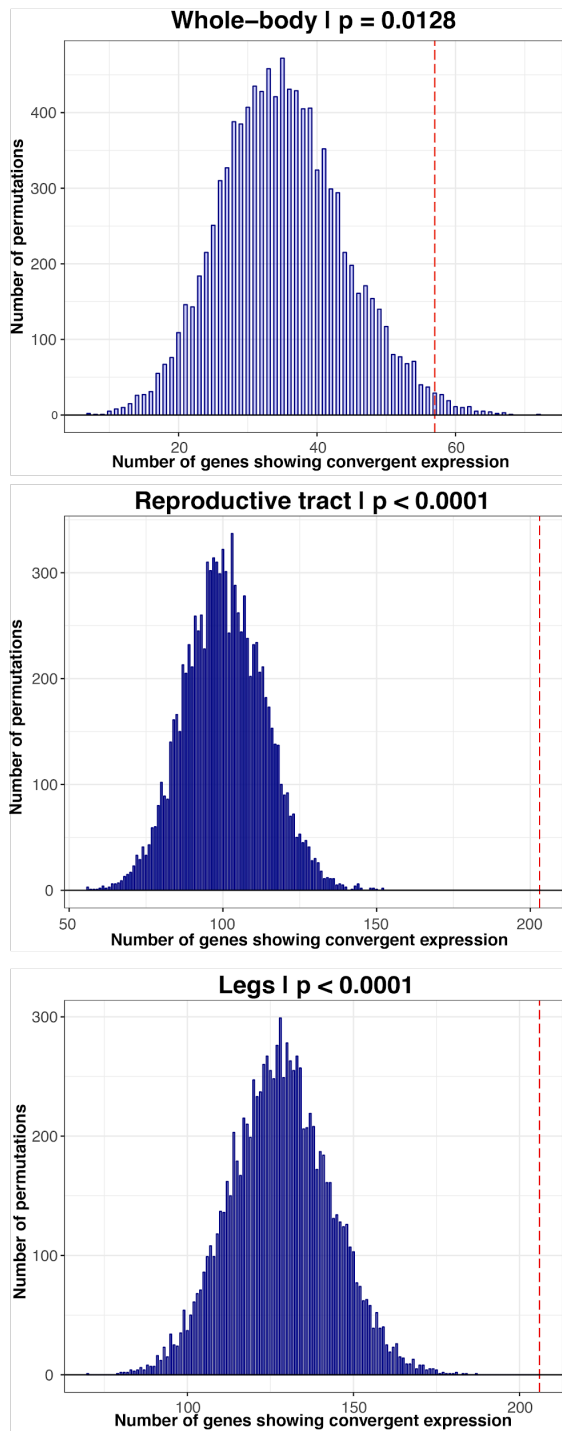 Whole−body | p = 0.0128
Number of permutations
400
300
200
100
0
20 40 60
Number of genes showing convergent expression
Reproductive tract | p < 0.0001
Number of permutations
300
200
100
0
50 100 150 200
Number of genes showing convergent expression
Legs | p < 0.0001
Number of permutations
300
200
100
0
100 150 200
Number of genes showing convergent expression